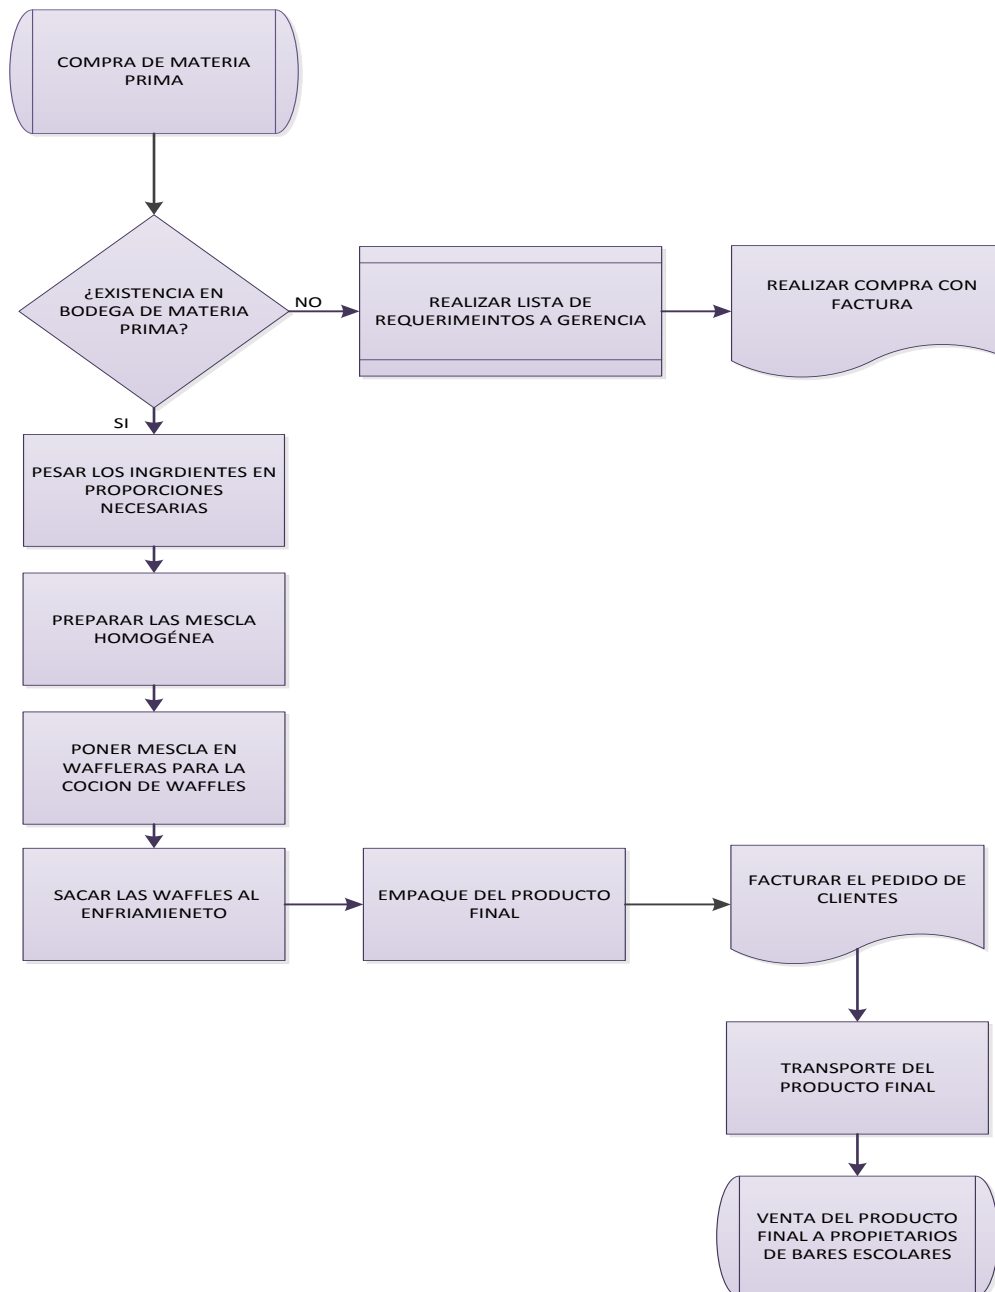 COMPRA DE MATERIA
PRIMA
¿EXISTENCIA EN
BODEGA DE MATERIA
PRIMA?
NO
REALIZAR LISTA DE
REQUERIMEINTOS A GERENCIA
REALIZAR COMPRA CON
FACTURA
SI
PESAR LOS INGRDIENTES EN
PROPORCIONES
NECESARIAS
PREPARAR LAS MESCLA
HOMOGÉNEA
PONER MESCLA EN
WAFFLERAS PARA LA
COCION DE WAFFLES
SACAR LAS WAFFLES AL
ENFRIAMIENETO
EMPAQUE DEL PRODUCTO
FINAL
FACTURAR EL PEDIDO DE
CLIENTES
TRANSPORTE DEL
PRODUCTO FINAL
VENTA DEL PRODUCTO
FINAL A PROPIETARIOS
DE BARES ESCOLARES